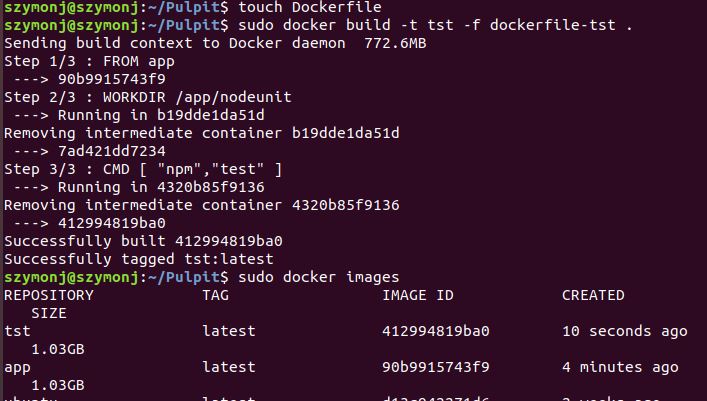 szymonj@szymonj:~/Pulpit$ touch Dockerfile
szymonj@szymonj:~/Pulpit$ sudo docker build -t tst -f dockerfile-tst .
Sending build context to Docker daemon  772.6MB
Step 1/3 : FROM app
 ---> 90b9915743f9
Step 2/3 : WORKDIR /app/nodeunit
 ---> Running in b19dde1da51d
Removing intermediate container b19dde1da51d
 ---> 7ad421dd7234
Step 3/3 : CMD [ "npm","test" ]
 ---> Running in 4320b85f9136
Removing intermediate container 4320b85f9136
 ---> 412994819ba0
Successfully built 412994819ba0
Successfully tagged tst:latest
szymonj@szymonj:~/Pulpit$ sudo docker images
REPOSITORY            TAG                 IMAGE ID            CREATED
   SIZE
tst                   latest              412994819ba0        10 seconds ago
   1.03GB
app                   latest              90b9915743f9        4 minutes ago
   1.03GB